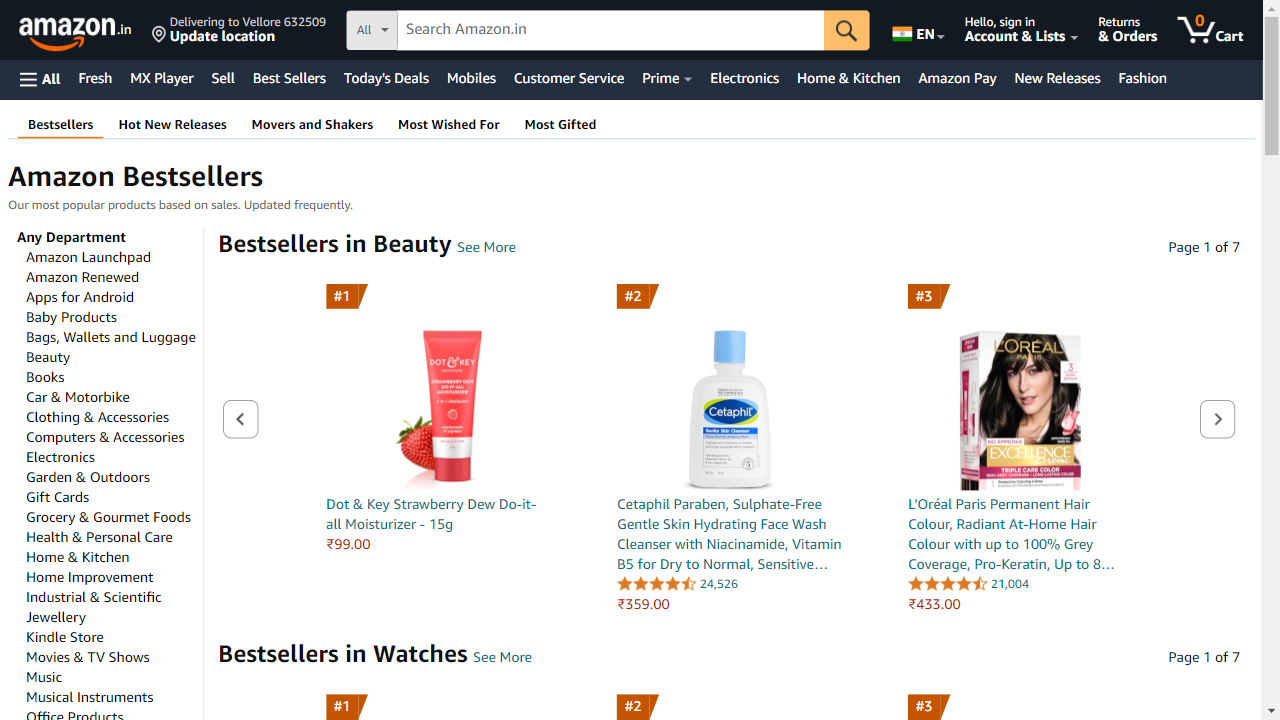 amazon.in
Delivering to Vellore 632509
Update location
All
Search Amazon.in
EN
Hello, sign in
Account & Lists
Returns
& Orders
0
Cart
All
Fresh
MX Player
Sell
Best Sellers
Today's Deals
Mobiles
Customer Service
Prime
Electronics
Home & Kitchen
Amazon Pay
New Releases
Fashion
Bestsellers
Hot New Releases
Movers and Shakers
Most Wished For
Most Gifted
Amazon Bestsellers
Our most popular products based on sales. Updated frequently.
Any Department
Amazon Launchpad
Amazon Renewed
Apps for Android
Baby Products
Bags, Wallets and Luggage
Beauty
Books
Car & Motorbike
Clothing & Accessories
Computers & Accessories
Electronics
Garden & Outdoors
Gift Cards
Grocery & Gourmet Foods
Health & Personal Care
Home & Kitchen
Home Improvement
Industrial & Scientific
Jewellery
Kindle Store
Movies & TV Shows
Music
Musical Instruments
Office Products
Bestsellers in Beauty See More
Page 1 of 7
#1
DOT & KEY
SKINCARE
STRAWBERRY DEW
DO-IT-ALL
MOISTURIZER
Dot & Key Strawberry Dew Do-it-
all Moisturizer - 15g
₹99.00
#2
Cetaphil
Gentle Skin Cleanser
Cetaphil Paraben, Sulphate-Free
Gentle Skin Hydrating Face Wash
Cleanser with Niacinamide, Vitamin
B5 for Dry to Normal, Sensitive…
24,526
₹359.00
#3
L'ORÉAL
PARIS
3
NO AMMONIA
EXCELLENCE
Crème
TRIPLE CARE COLOR
L'Oréal Paris Permanent Hair
Colour, Radiant At-Home Hair
Colour with up to 100% Grey
Coverage, Pro-Keratin, Up to 8…
21,004
₹433.00
Bestsellers in Watches See More
Page 1 of 7
#1
#2
#3